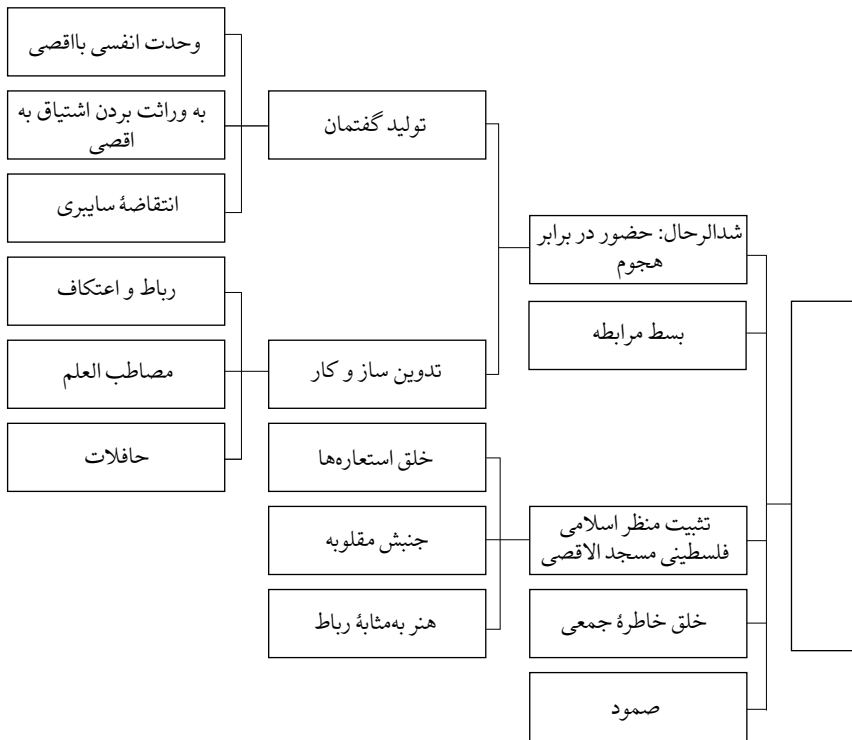 شدالرحال: حضور در برابر
هجوم
تولید گفتمان
وحدت انفسی بااقصی
به وراثت بردن اشتیاق به
اقصی
انتقاضهٔ سایبری
تدوین ساز و کار
رباط و اعتکاف
مصاطب العلم
حافلات
بسط مرابطه
تثبیت منظر اسلامی
فلسطینی مسجد الاقصی
خلق استعاره‌ها
جنبش مقلوبه
هنر به‌مثابهٔ رباط
خلق خاطرهٔ جمعی
صمود